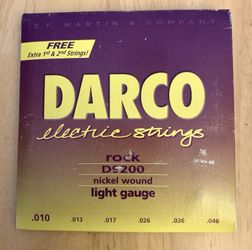 C.F. MARTIN & COMPANY
FREE
Extra 1st & 2nd Strings!
DARCO
electric strings
rock
D9200
nickel wound
light gauge
.010 .013 .017 .026 .036 .046